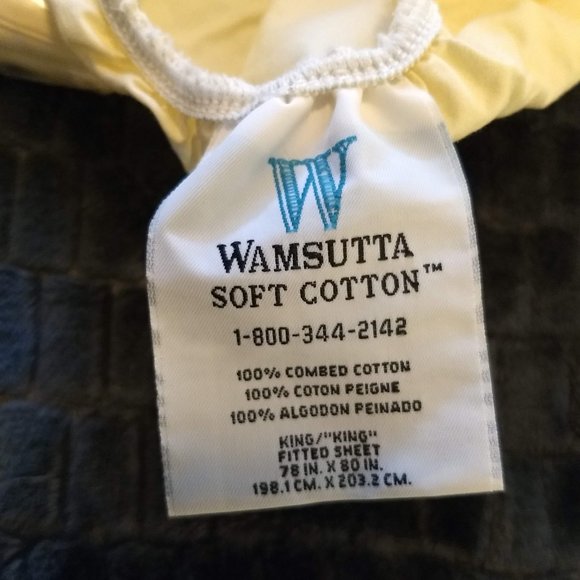 W
WAMSUTTA
SOFT COTTON™
1-800-344-2142
100% COMBED COTTON
100% COTON PEIGNE
100% ALGODON PEINADO
KING/"KING"
FITTED SHEET
78 IN. X 80 IN.
198.1 CM. X 203.2 CM.